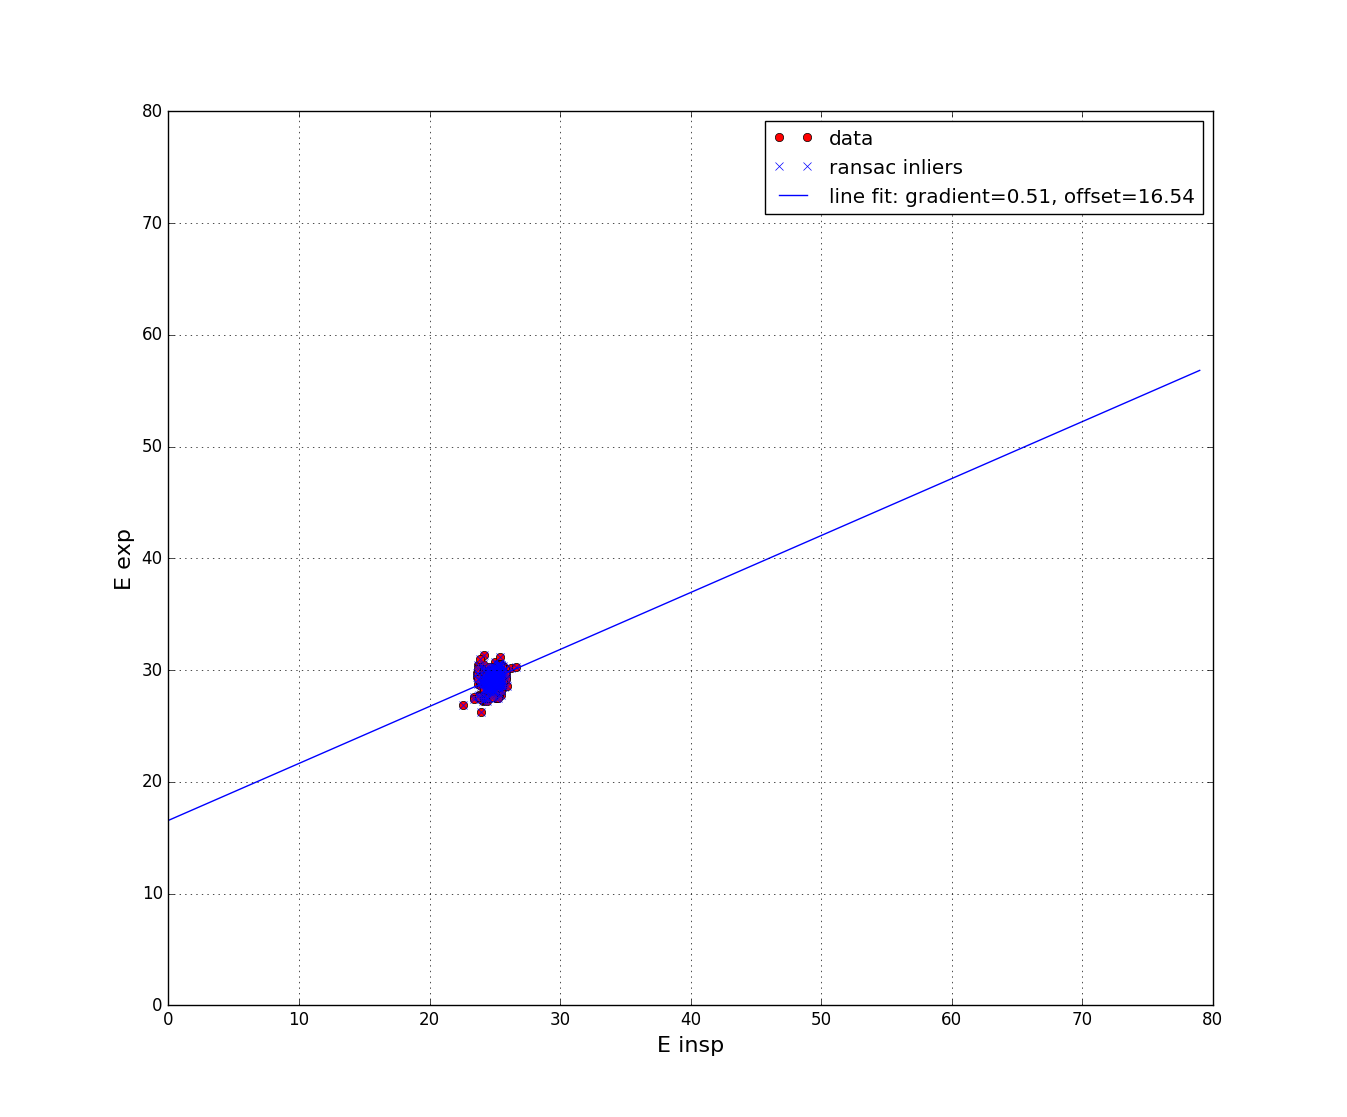 80
70
60
50
40
30
20
10
0
0 10 20 30 40 50 60 70 80
E exp
E insp
data
ransac inliers
line fit: gradient=0.51, offset=16.54